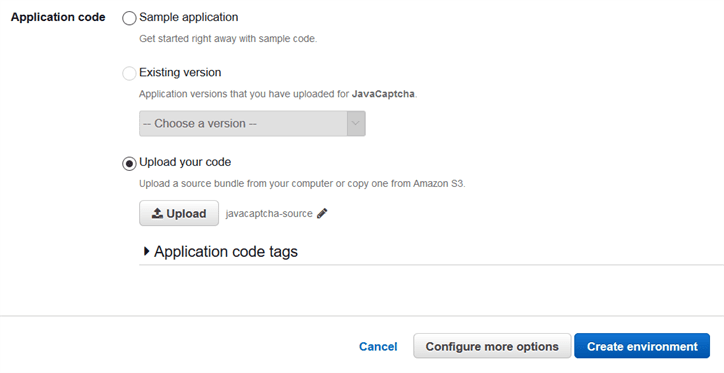 Application code
Sample application
Get started right away with sample code.
Existing version
Application versions that you have uploaded for JavaCaptcha.
-- Choose a version --
Upload your code
Upload a source bundle from your computer or copy one from Amazon S3.
Upload javacaptcha-source
Application code tags
Cancel Configure more options Create environment